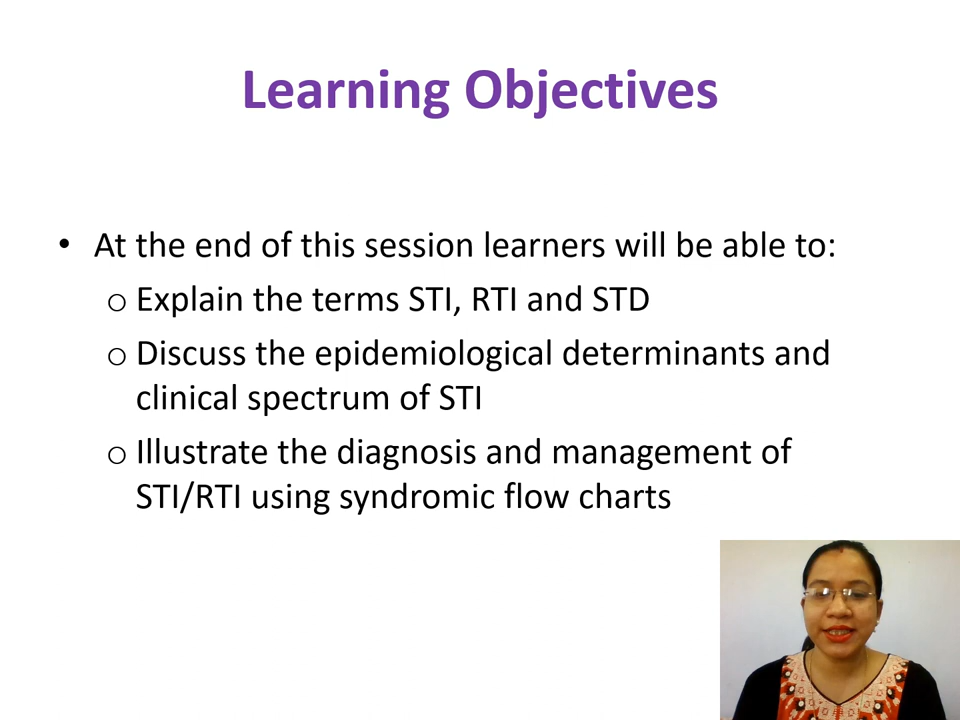 Learning Objectives
• At the end of this session learners will be able to:
o Explain the terms STI, RTI and STD
o Discuss the epidemiological determinants and
clinical spectrum of STI
o Illustrate the diagnosis and management of
STI/RTI using syndromic flow charts